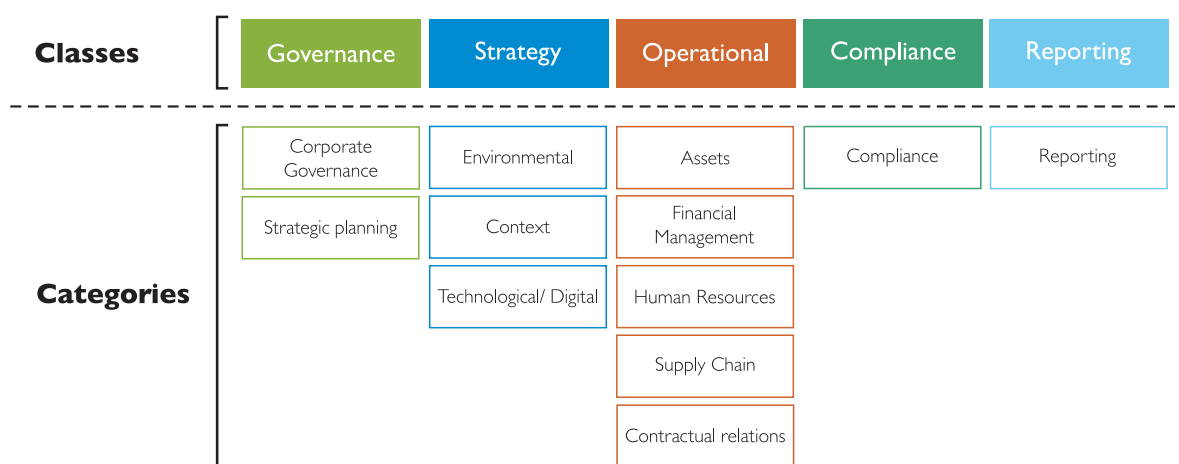 Classes
Governance
Strategy
Operational
Compliance
Reporting
Categories
Corporate
Governance
Environmental
Assets
Compliance
Reporting
Strategic planning
Context
Financial
Management
Technological/ Digital
Human Resources
Supply Chain
Contractual relations